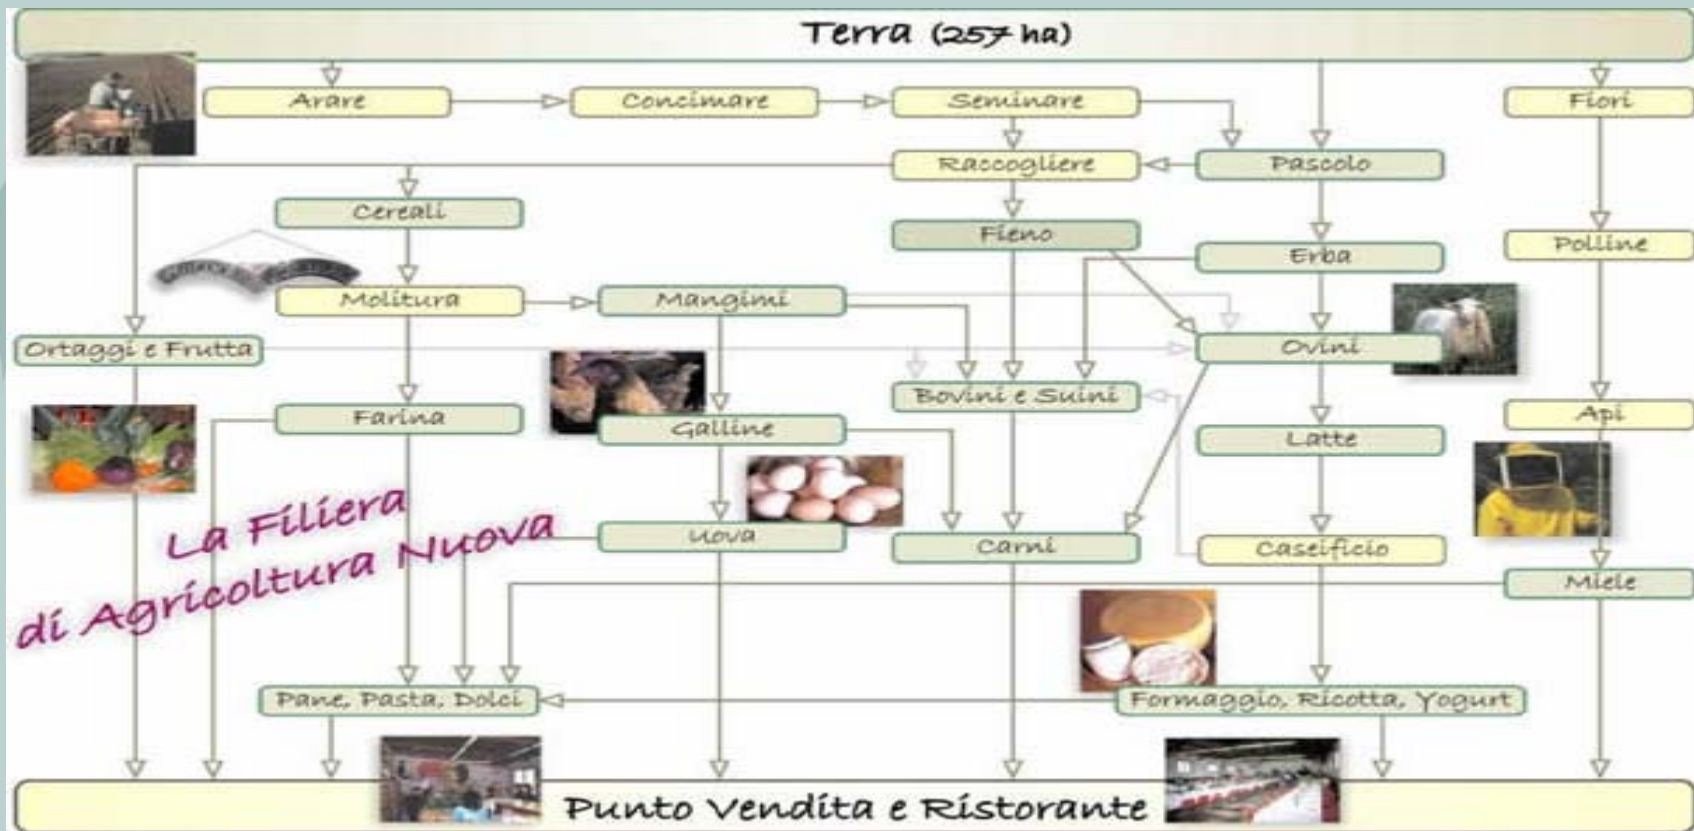 Terra (257 ha)
Arare
Concimare
Seminare
Fiori
Raccogliere
Pascolo
Cereali
Fieno
Erba
Polline
Molitura
Mangimi
Ortaggi e Frutta
Ovini
Bovini e Suini
Farina
Galline
Latte
Api
La Filiera
di Agricoltura Nuova
Uova
Carni
Caseificio
Miele
Pane, Pasta, Dolci
Formaggio, Ricotta, Yogurt
Punto Vendita e Ristorante